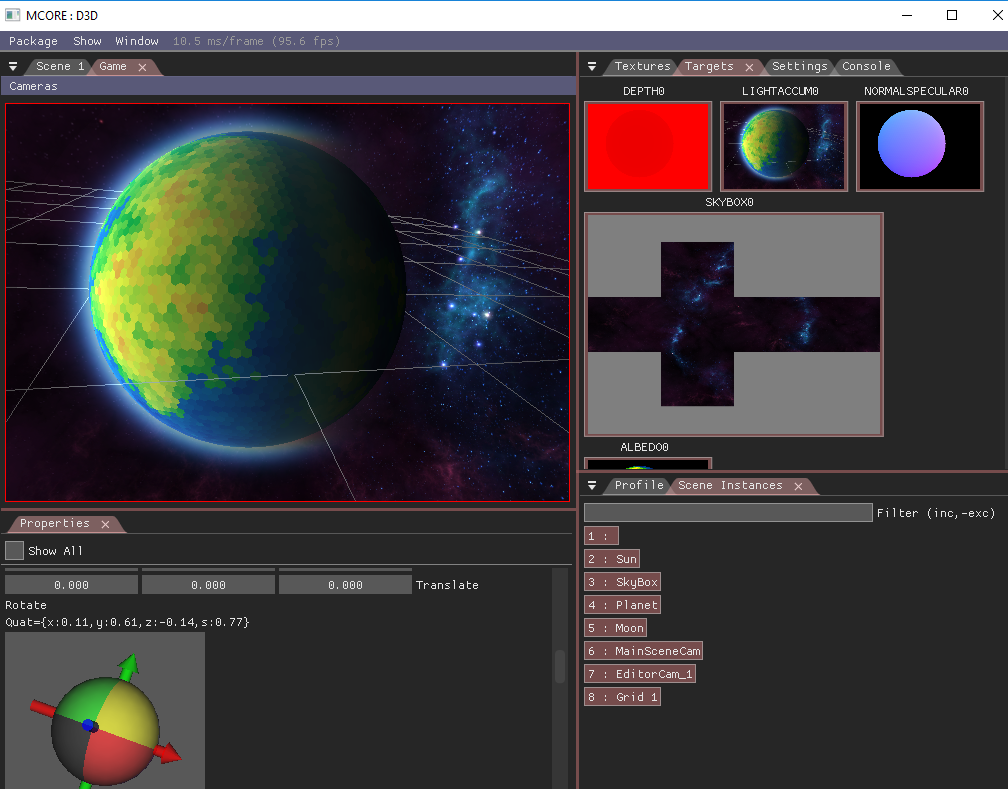 MCORE : D3D
Package Show Window 10.5 ms/frame (95.6 fps)
Scene 1 Game
Cameras
Textures Targets Settings Console
DEPTH0 LIGHTACCUM0 NORMALSPECULAR0
SKYBOX0
ALBEDO0
Properties
Show All
0.000 0.000 0.000 Translate
Rotate
Quat={x:0.11,y:0.61,z:-0.14,s:0.77}
Profile Scene Instances
Filter (inc,-exc)
1 :
2 : Sun
3 : SkyBox
4 : Planet
5 : Moon
6 : MainSceneCam
7 : EditorCam_1
8 : Grid 1